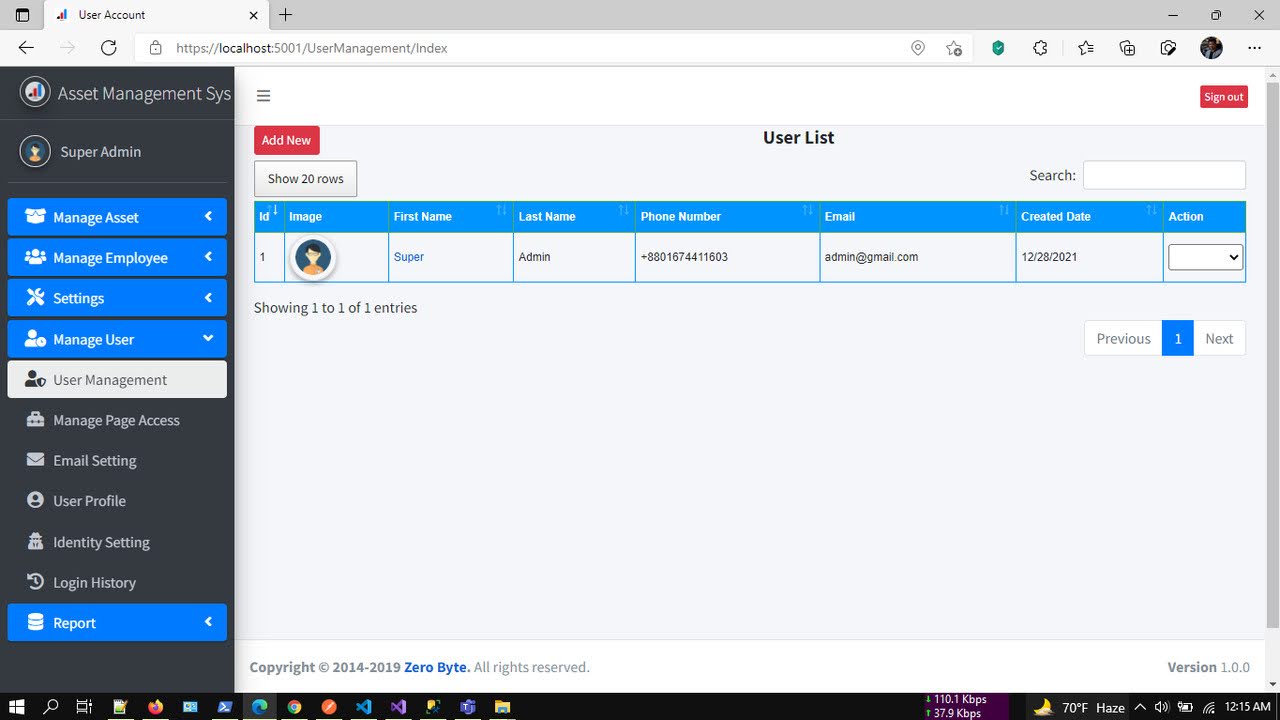 User Account
https://localhost:5001/UserManagement/Index
Asset Management Sys
Sign out
Super Admin
Add New
User List
Show 20 rows
Search:
Id Image First Name Last Name Phone Number Email Created Date Action
1 Super Admin +8801674411603 admin@gmail.com 12/28/2021
Showing 1 to 1 of 1 entries
Previous 1 Next
Manage Asset
Manage Employee
Settings
Manage User
User Management
Manage Page Access
Email Setting
User Profile
Identity Setting
Login History
Report
Copyright © 2014-2019 Zero Byte. All rights reserved.
Version 1.0.0
110.1 Kbps
37.9 Kbps
70°F Haze
12:15 AM